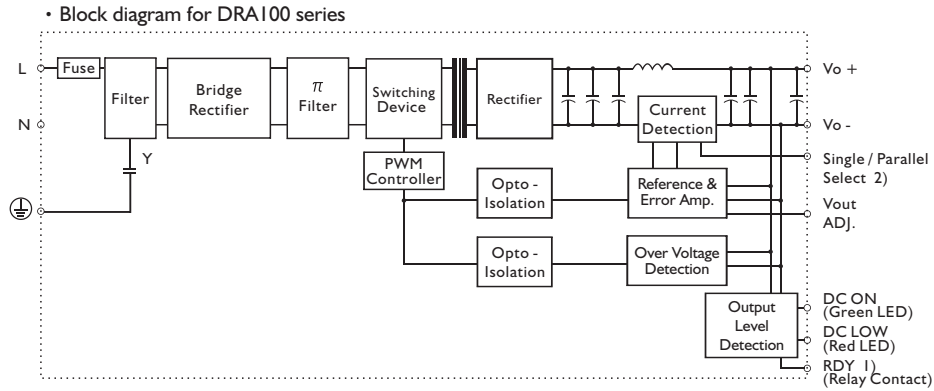 • Block diagram for DRA100 series
L
Fuse
Filter
Bridge
Rectifier
π
Filter
Switching
Device
Rectifier
Current
Detection
Vo +
N
Vo -
Y
PWM
Controller
Single / Parallel
Select 2)
Opto -
Isolation
Reference &
Error Amp.
Vout
ADJ.
Opto -
Isolation
Over Voltage
Detection
Output
Level
Detection
DC ON
(Green LED)
DC LOW
(Red LED)
RDY 1)
(Relay Contact)